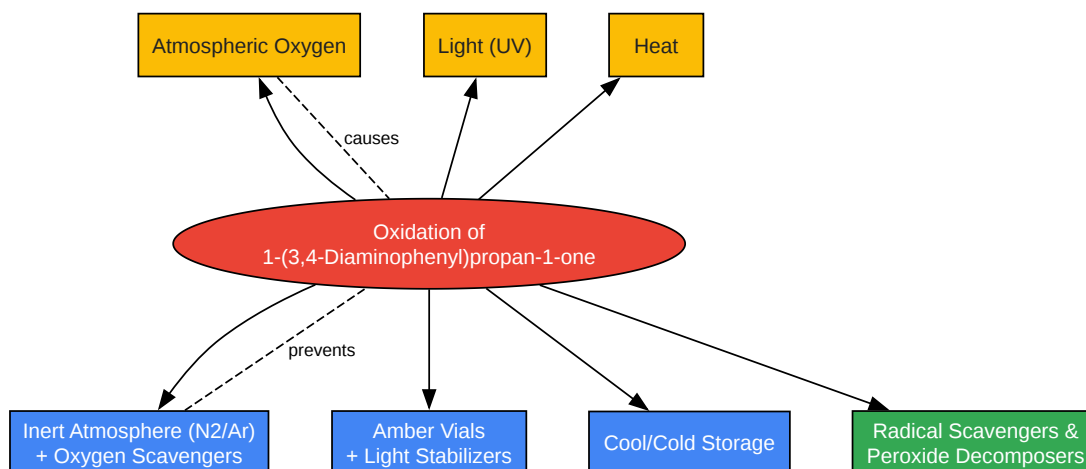 Atmospheric Oxygen
Light (UV)
Heat
causes
Oxidation of
1-(3,4-Diaminophenyl)propan-1-one
prevents
Inert Atmosphere (N2/Ar)
+ Oxygen Scavengers
Amber Vials
+ Light Stabilizers
Cool/Cold Storage
Radical Scavengers &
Peroxide Decomposers